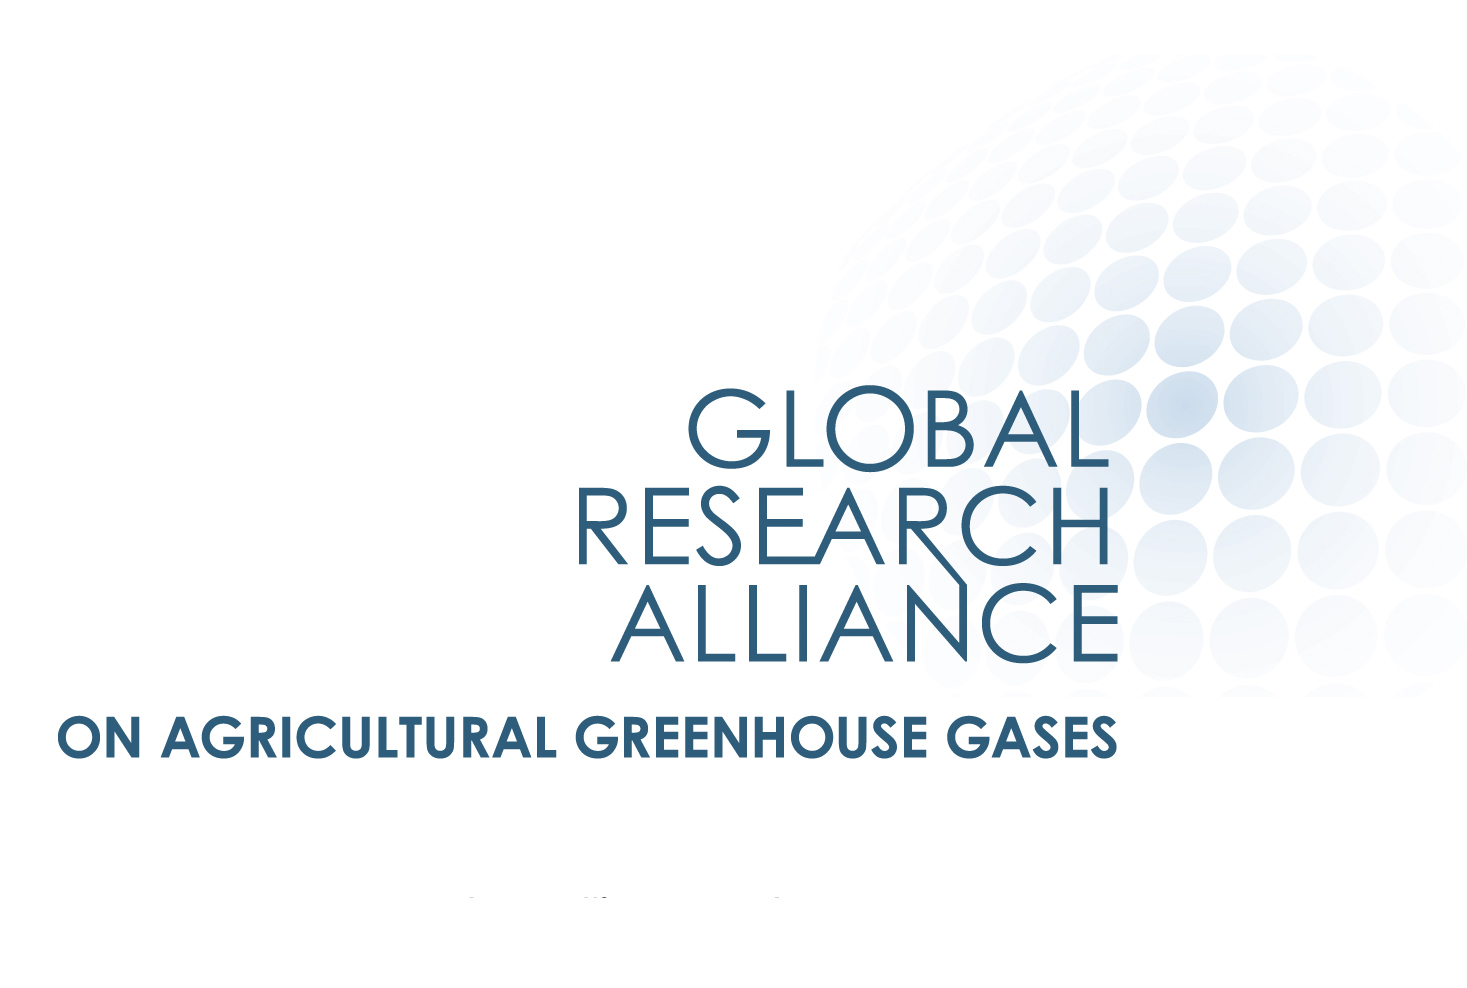 GLOBAL
RESEARCH
ALLIANCE
ON AGRICULTURAL GREENHOUSE GASES